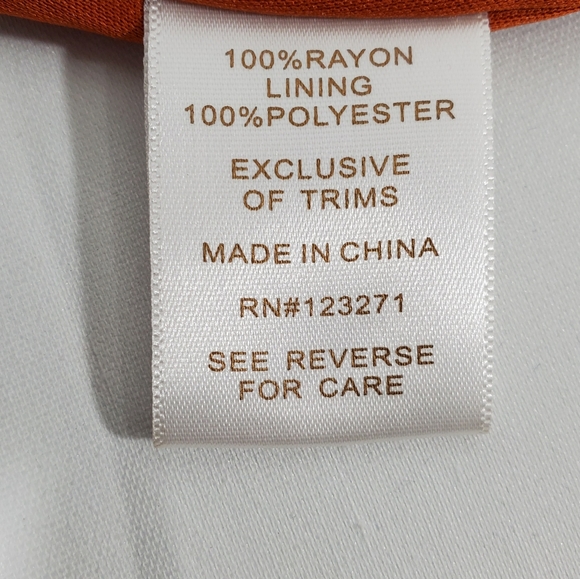 100%RAYON
LINING
100%POLYESTER
EXCLUSIVE
OF TRIMS
MADE IN CHINA
RN#123271
SEE REVERSE
FOR CARE